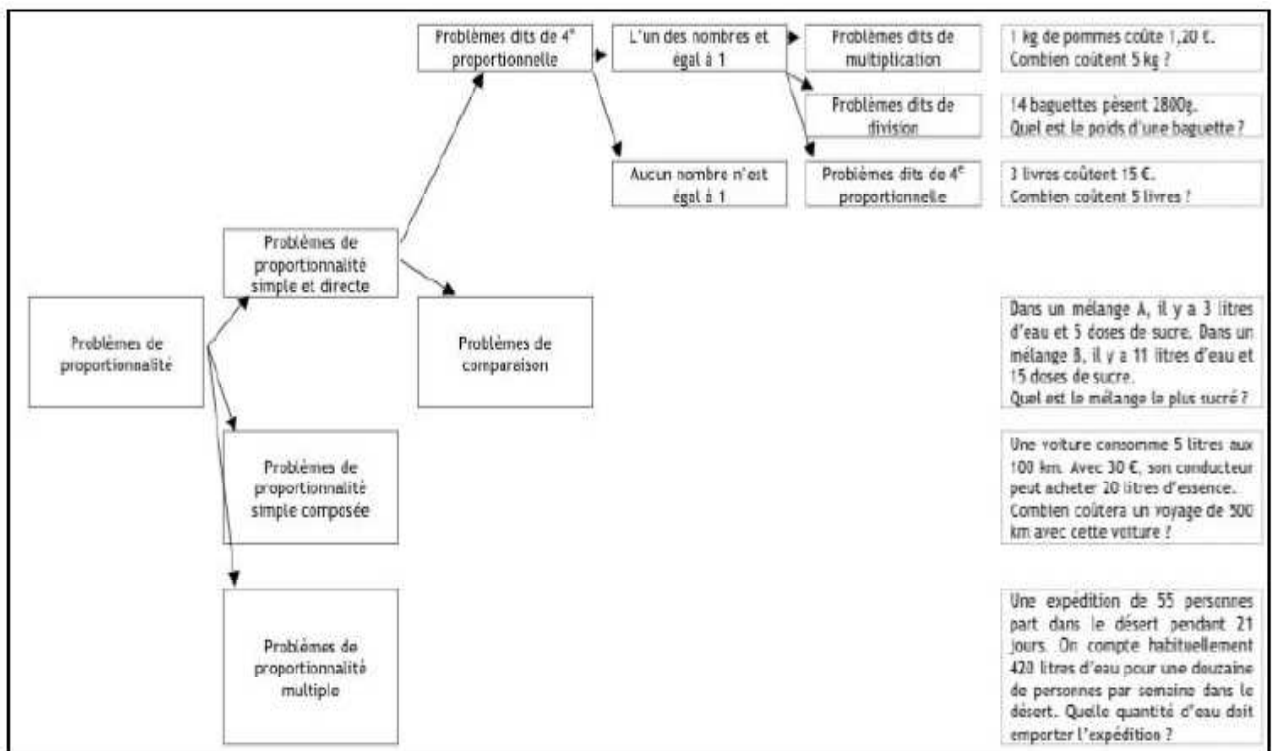 Problèmes dits de 4e
proportionnelle
L'un des nombres et
égal à 1
Problèmes dits de
multiplication
1 kg de pommes coûte 1,20 €.
Combien coûtent 5 kg ?
Problèmes dits de
division
14 baguettes pèsent 2800g.
Quel est le poids d'une baguette ?
Aucun nombre n'est
égal à 1
Problèmes dits de 4e
proportionnelle
3 livres coûtent 15 €.
Combien coûtent 5 livres ?
Problèmes de
proportionnalité
simple et directe
Problèmes de
proportionnalité
Problèmes de
comparaison
Dans un mélange A, il y a 3 litres
d'eau et 5 doses de sucre. Dans un
mélange B, il y a 11 litres d'eau et
15 doses de sucre.
Quel est le mélange le plus sucré ?
Problèmes de
proportionnalité
simple composée
Une voiture consomme 5 litres aux
100 km. Avec 30 €, son conducteur
peut acheter 20 litres d'essence.
Combien coûtera un voyage de 500
km avec cette voiture ?
Problèmes de
proportionnalité
multiple
Une expédition de 55 personnes
part dans le désert pendant 21
jours. On compte habituellement
420 litres d'eau pour une douzaine
de personnes par semaine dans le
désert. Quelle quantité d'eau doit
emporter l'expédition ?